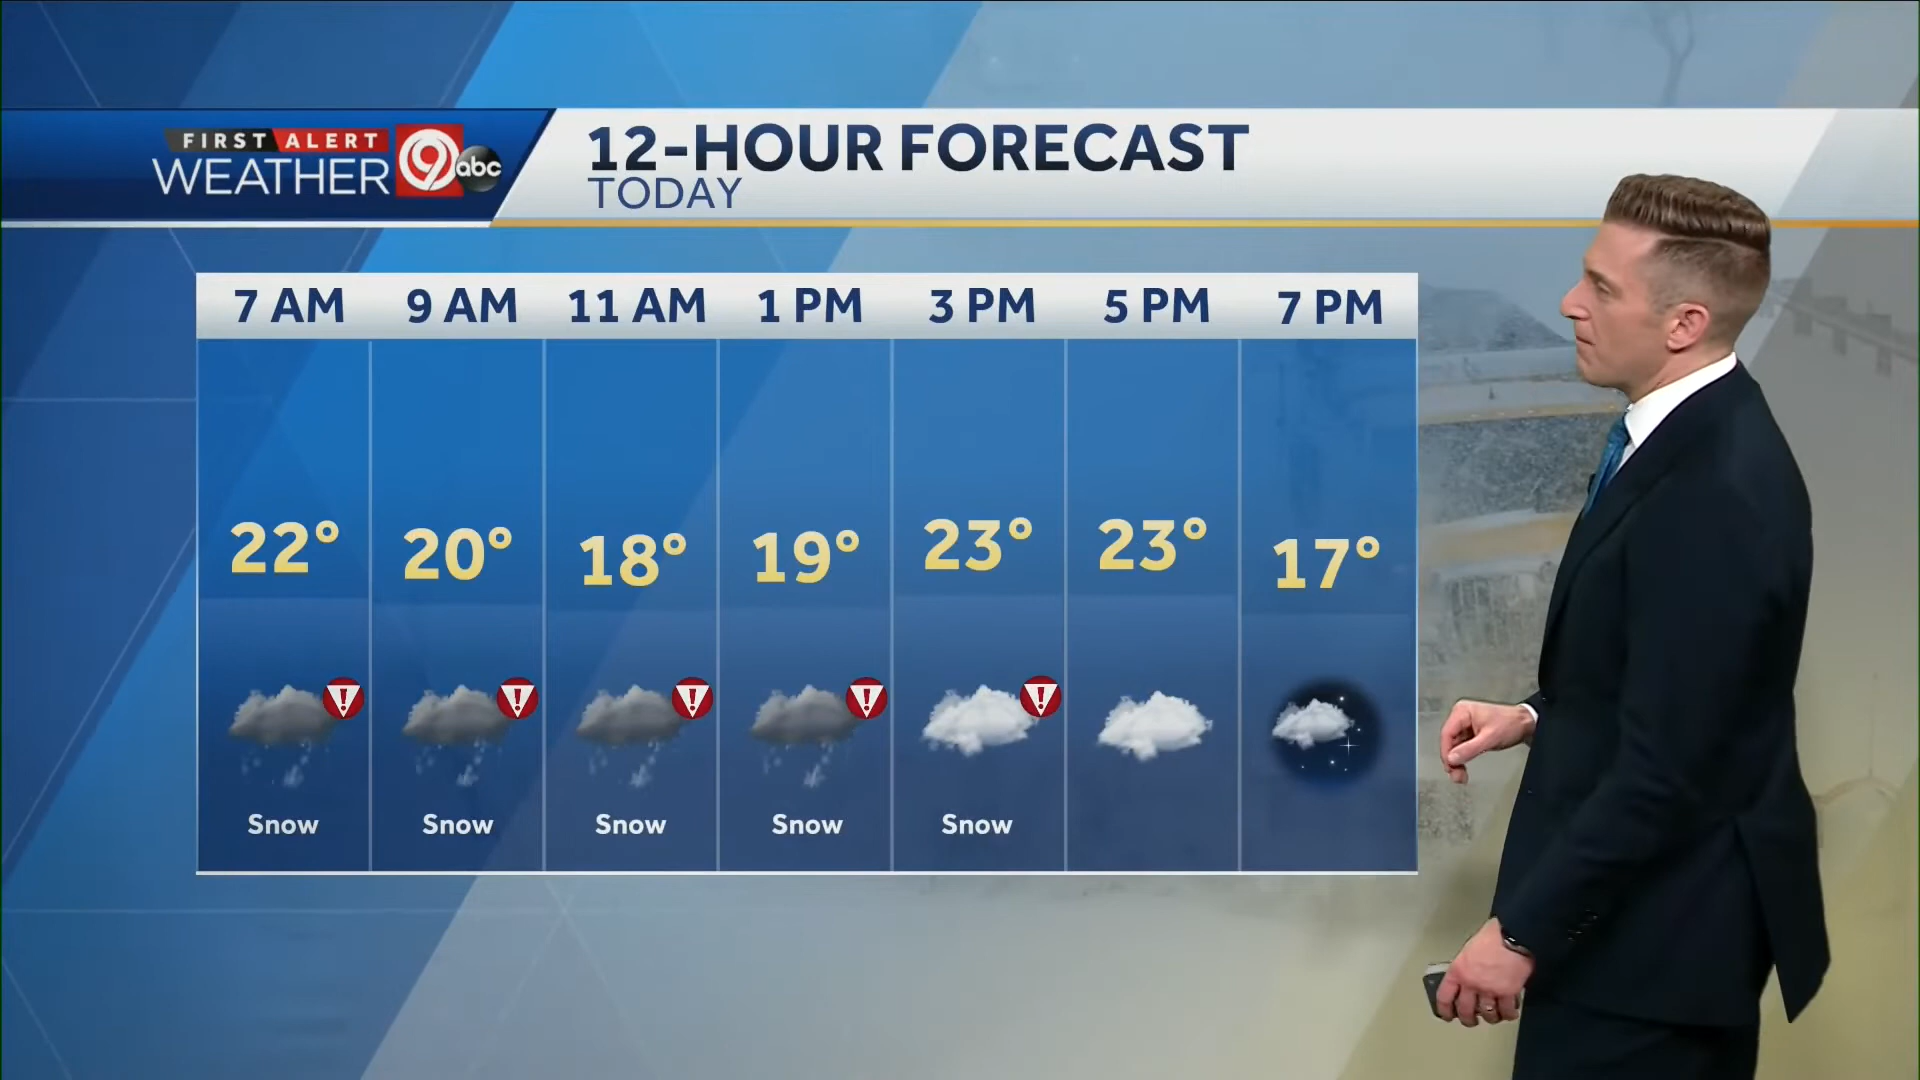 FIRST ALERT
WEATHER 9 abc
12-HOUR FORECAST
TODAY
7 AM 9 AM 11 AM 1 PM 3 PM 5 PM 7 PM
22° 20° 18° 19° 23° 23° 17°
! ! ! ! !
Snow Snow Snow Snow Snow